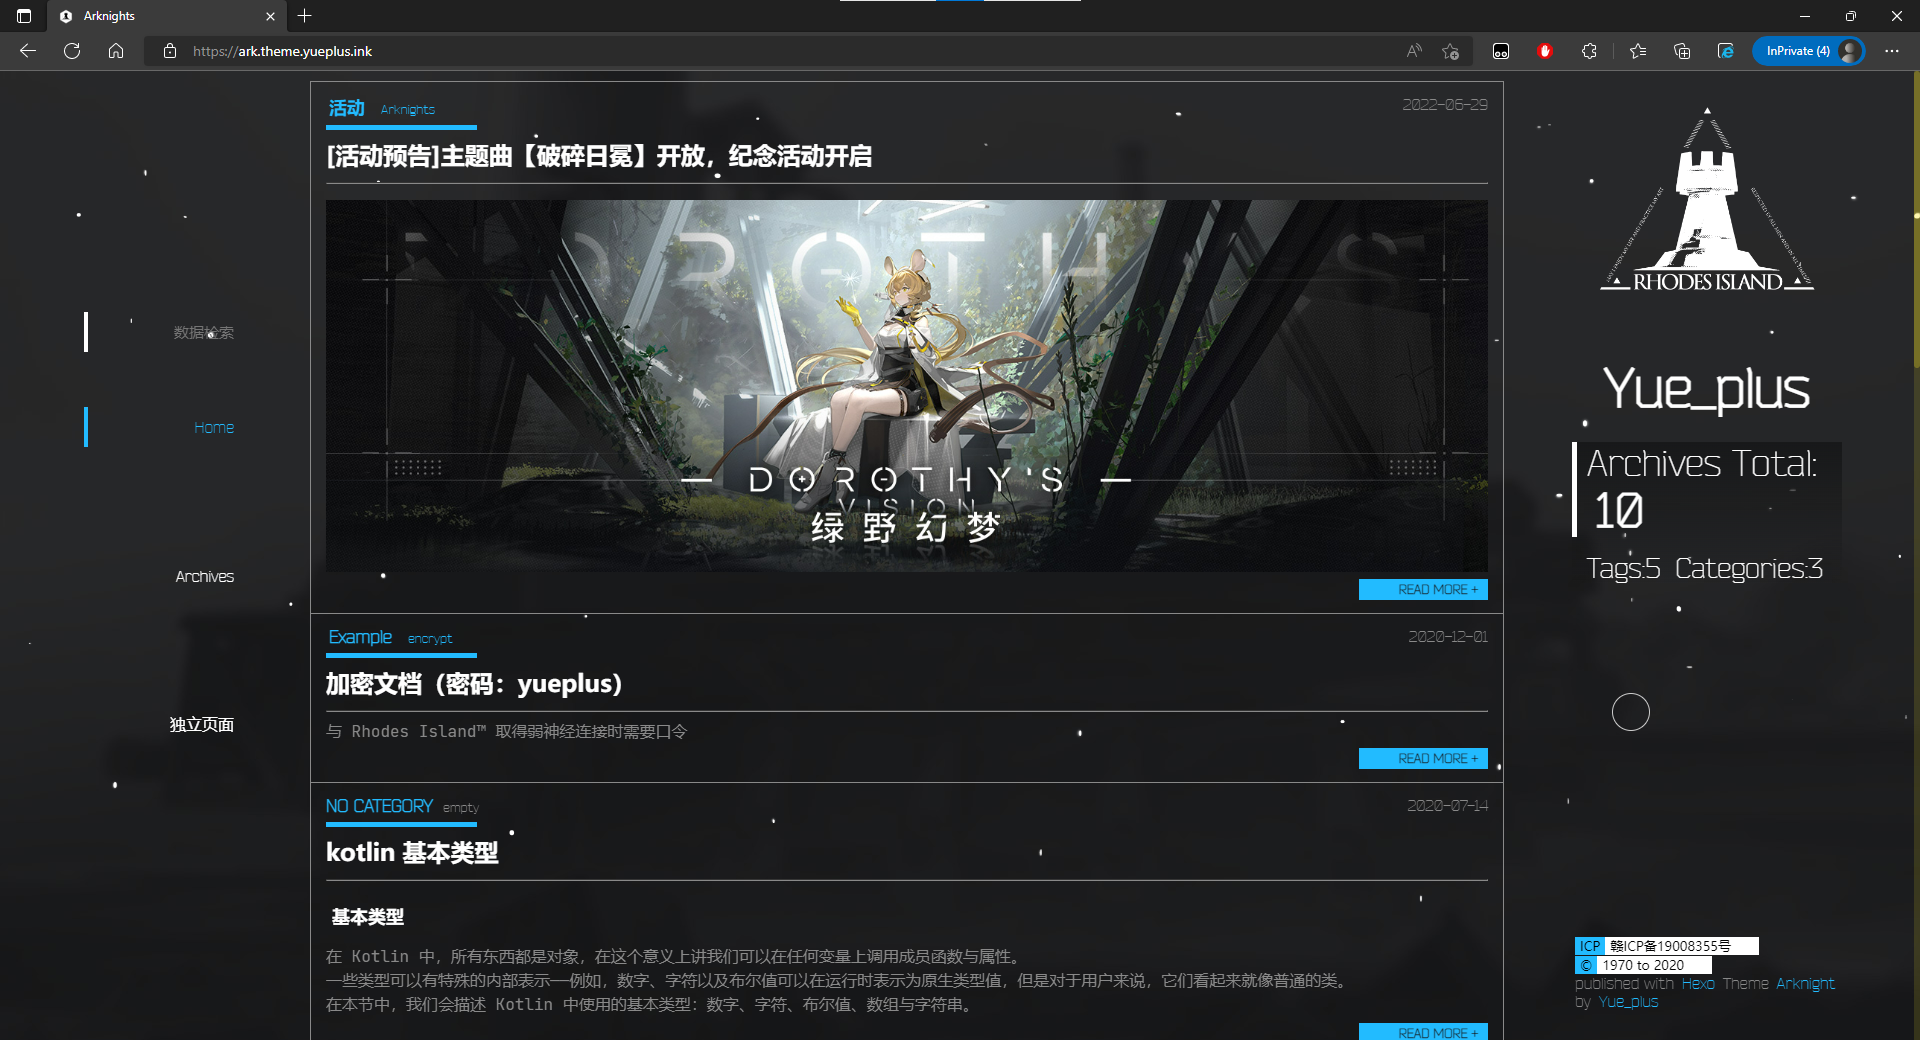 Arknights
https://ark.theme.yueplus.ink
InPrivate (4)
数据检索
Home
Archives
独立页面
活动 Arknights
2022-06-29
[活动预告]主题曲【破碎日冕】开放，纪念活动开启
DOROTHY'S
VISION
绿野幻梦
READ MORE +
Example encrypt
2020-12-01
加密文档（密码：yueplus）
与 Rhodes Island™ 取得弱神经连接时需要口令
READ MORE +
NO CATEGORY empty
2020-07-14
kotlin 基本类型
基本类型
在 Kotlin 中，所有东西都是对象，在这个意义上讲我们可以在任何变量上调用成员函数与属性。
一些类型可以有特殊的内部表示——例如，数字、字符以及布尔值可以在运行时表示为原生类型值，但是对于用户来说，它们看起来就像普通的类。
在本节中，我们会描述 Kotlin 中使用的基本类型：数字、字符、布尔值、数组与字符串。
READ MORE +
RHODES ISLAND
Yue_plus
Archives Total:
10
Tags:5 Categories:3
ICP 赣ICP备19008355号
© 1970 to 2020
published with Hexo Theme Arknight
by Yue_plus